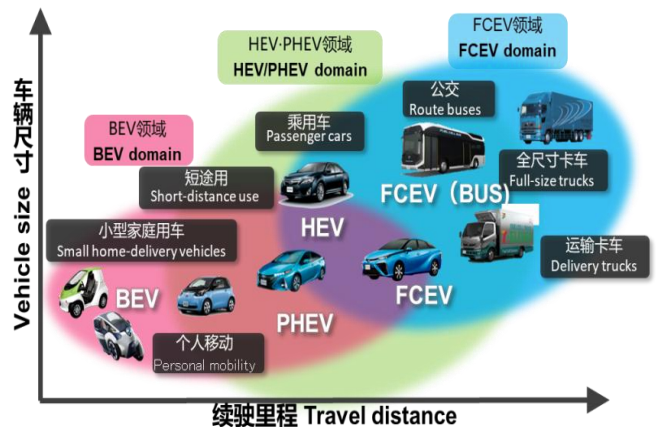 FCEV领域
FCEV domain
HEV·PHEV领域
HEV/PHEV domain
公交
Route buses
乘用车
Passenger cars
BEV领域
BEV domain
全尺寸卡车
Full-size trucks
短途用
Short-distance use
FCEV（BUS)
HEV
小型家庭用车
Small home-delivery vehicles
运输卡车
Delivery trucks
BEV
FCEV
PHEV
个人移动
Personal mobility
车辆尺寸
Vehicle size
续驶里程 Travel distance